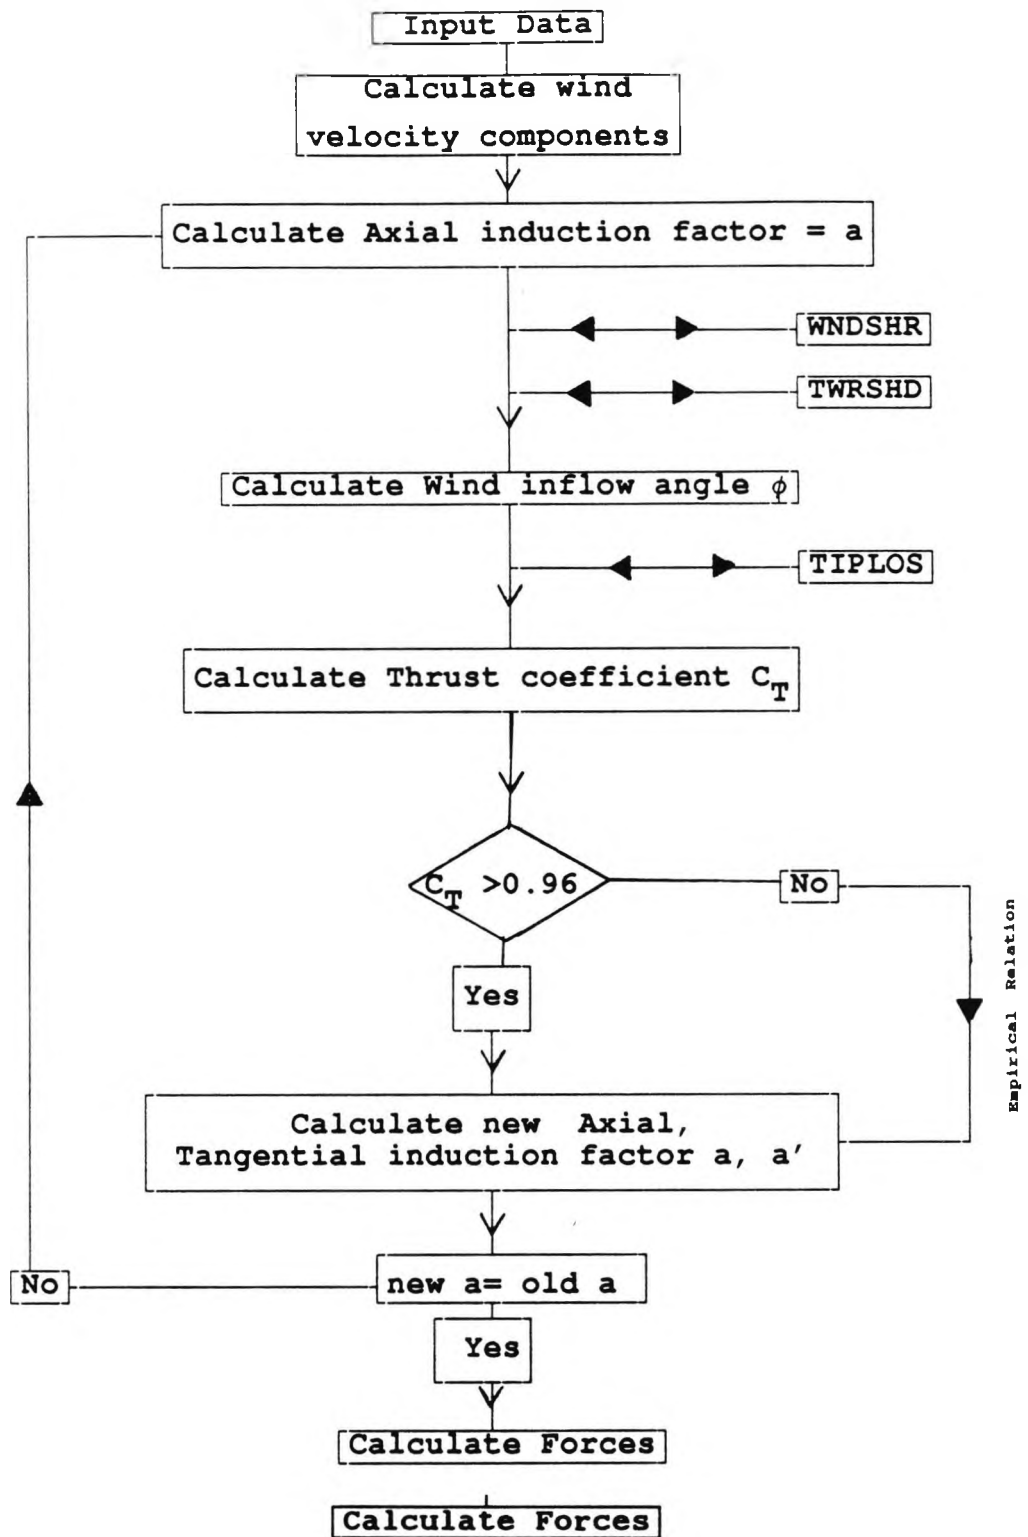 Input Data
Calculate wind
velocity components
Calculate Axial induction factor = a
WNDSHR
TWRSHD
Calculate Wind inflow angle ϕ
TIPLOS
Calculate Thrust coefficient C_T
C_T >0.96
No
Empirical Relation
Yes
Calculate new Axial,
Tangential induction factor a, a′
new a= old a
No
Yes
Calculate Forces
Calculate Forces